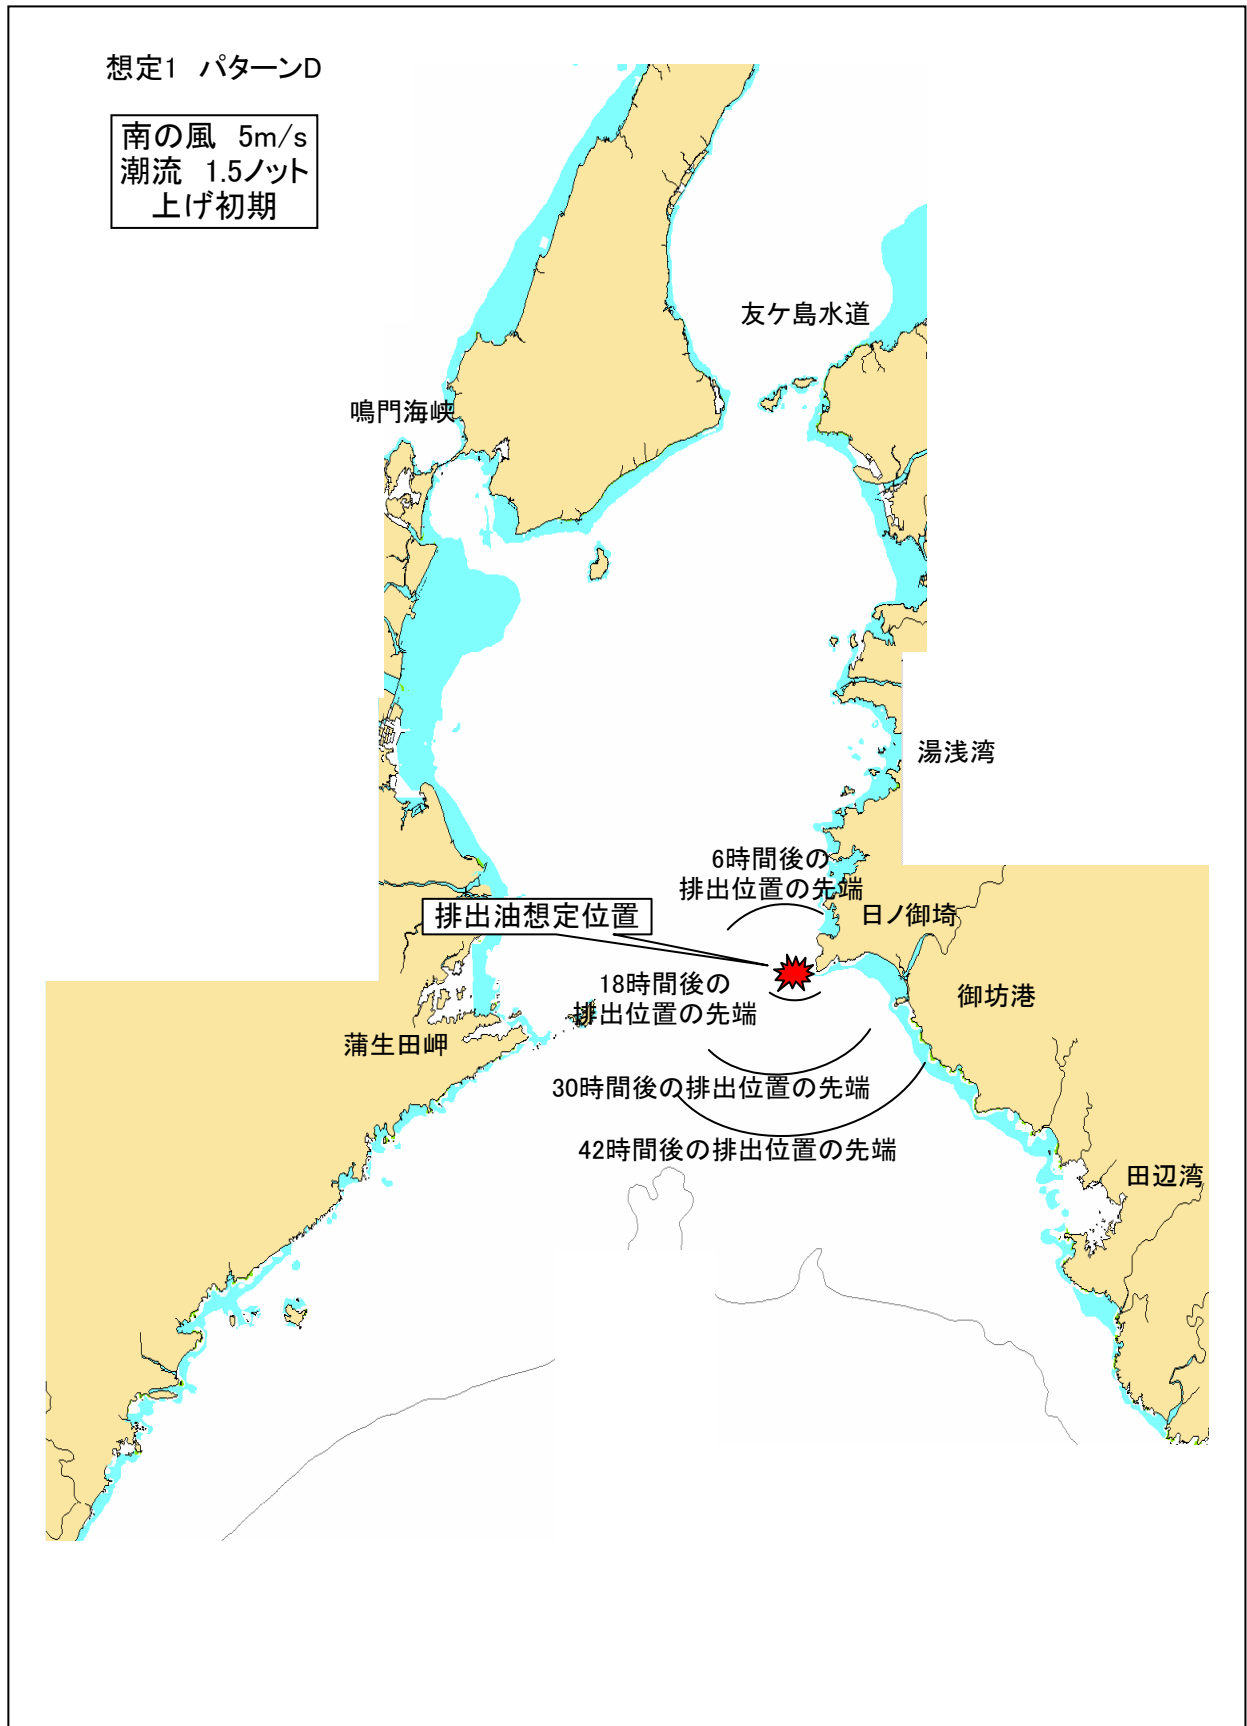 想定1 パターンD
南の風 5m/s
潮流 1.5ノット
上げ初期
友ケ島水道
鳴門海峡
湯浅湾
6時間後の
排出位置の先端
排出油想定位置
日ノ御埼
18時間後の
排出位置の先端
御坊港
蒲生田岬
30時間後の排出位置の先端
42時間後の排出位置の先端
田辺湾